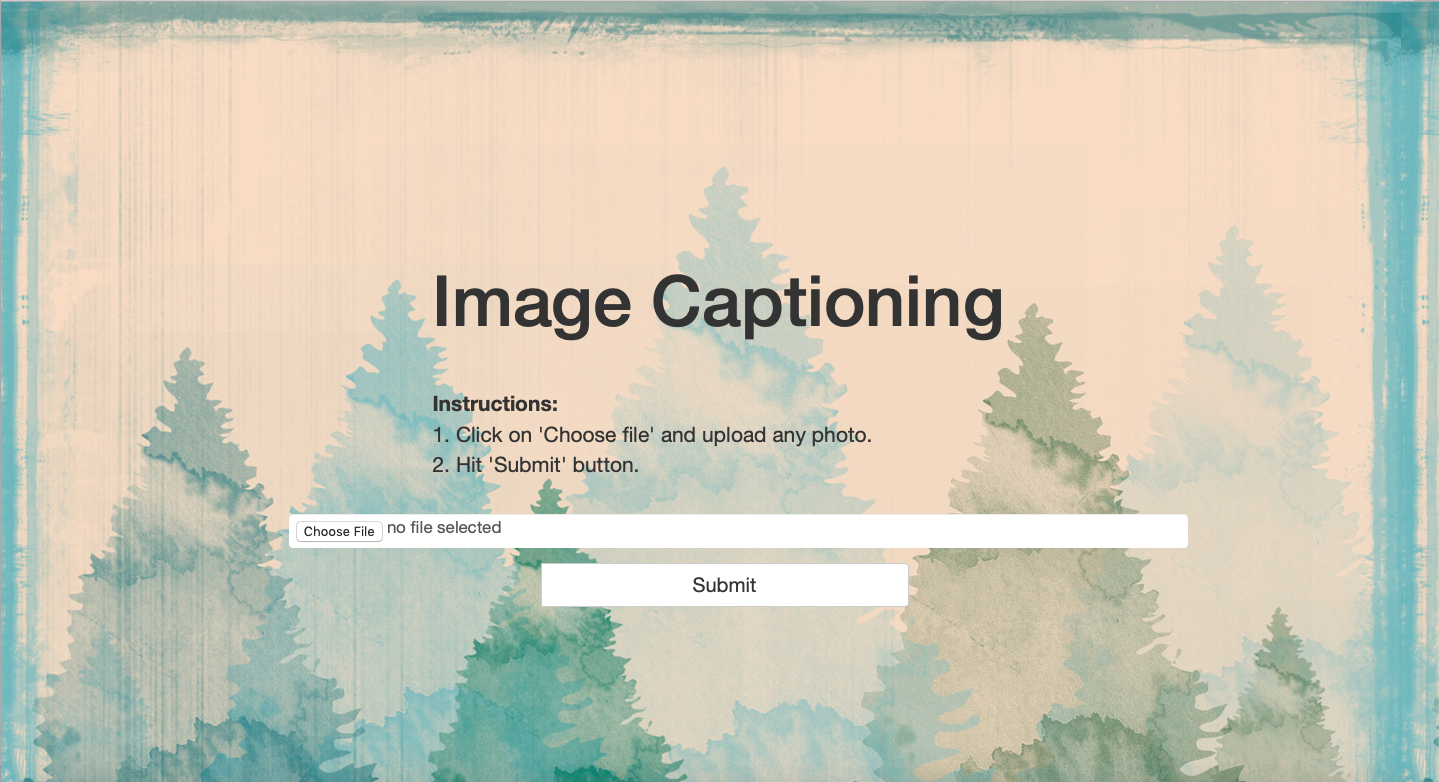 Image Captioning
Instructions:
1. Click on 'Choose file' and upload any photo.
2. Hit 'Submit' button.
Choose File no file selected
Submit